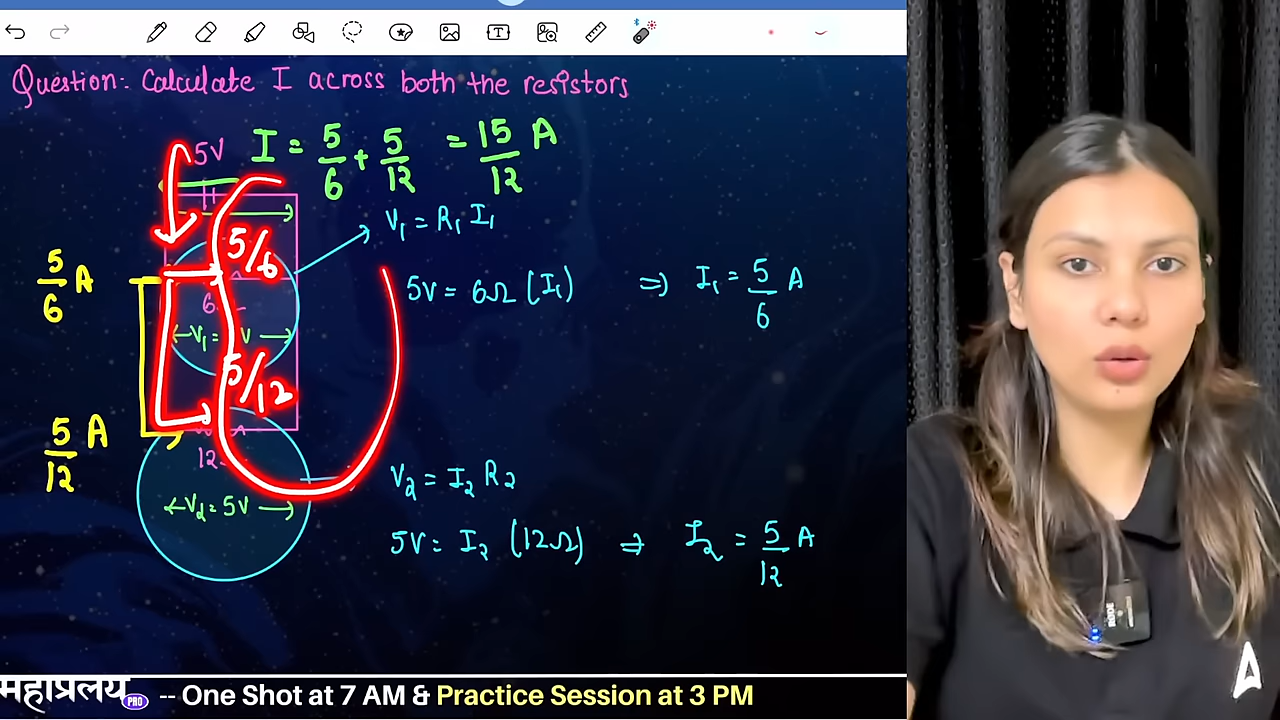 Question: Calculate I across both the resistors
5V
I = 5/6 + 5/12 = 15/12 A
V₁ = R₁ I₁
5/6
5/6 A
5V = 6Ω (I₁) ⇒ I₁ = 5/6 A
6
V₁ = V
5/12
5/12 A
12
V₂ = I₂ R₂
V₂ = 5V
5V = I₂ (12Ω) ⇒ I₂ = 5/12 A
RODE
महाप्रलय PRO -- One Shot at 7 AM & Practice Session at 3 PM